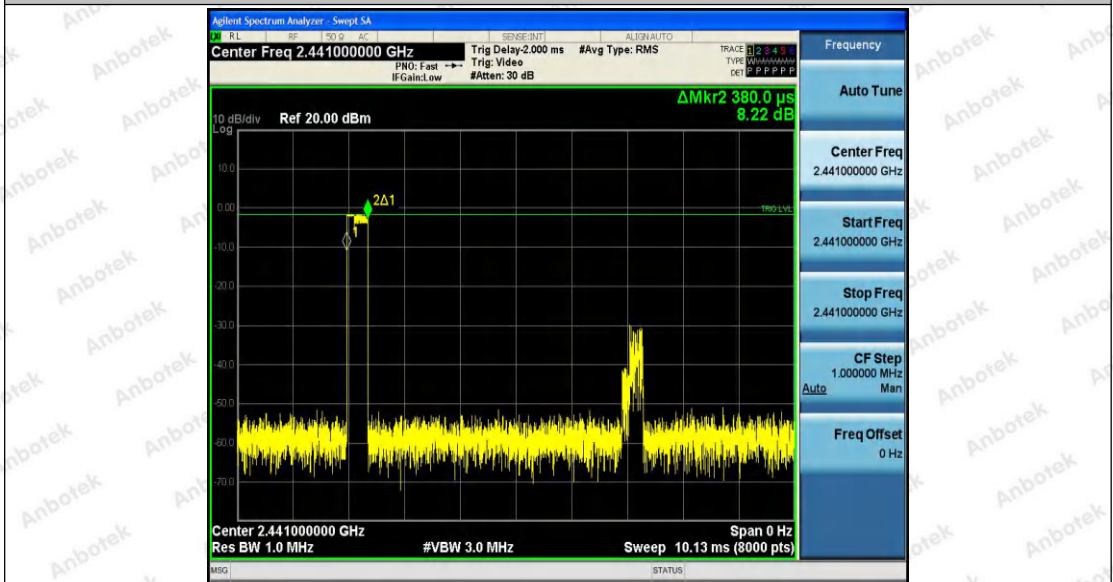 Agilent Spectrum Analyzer - Swept SA
RL RF 50 Ω AC SENSE:INT ALIGNAUTO
Center Freq 2.441000000 GHz
PNO: Fast
IFGain:Low
Trig Delay-2.000 ms
Trig: Video
#Atten: 30 dB
#Avg Type: RMS
TRACE 1 2 3 4 5 6
TYPE
DET P P P P P P
ΔMkr2 380.0 µs
8.22 dB
10 dB/div
Log
Ref 20.00 dBm
10.0
0.00
-10.0
-20.0
-30.0
-40.0
-50.0
-60.0
-70.0
2Δ1
TRIG LVL
Center 2.441000000 GHz
Span 0 Hz
Res BW 1.0 MHz
#VBW 3.0 MHz
Sweep 10.13 ms (8000 pts)
MSG STATUS
Frequency
Auto Tune
Center Freq
2.441000000 GHz
Start Freq
2.441000000 GHz
Stop Freq
2.441000000 GHz
CF Step
1.000000 MHz
Auto Man
Freq Offset
0 Hz
Anbotek